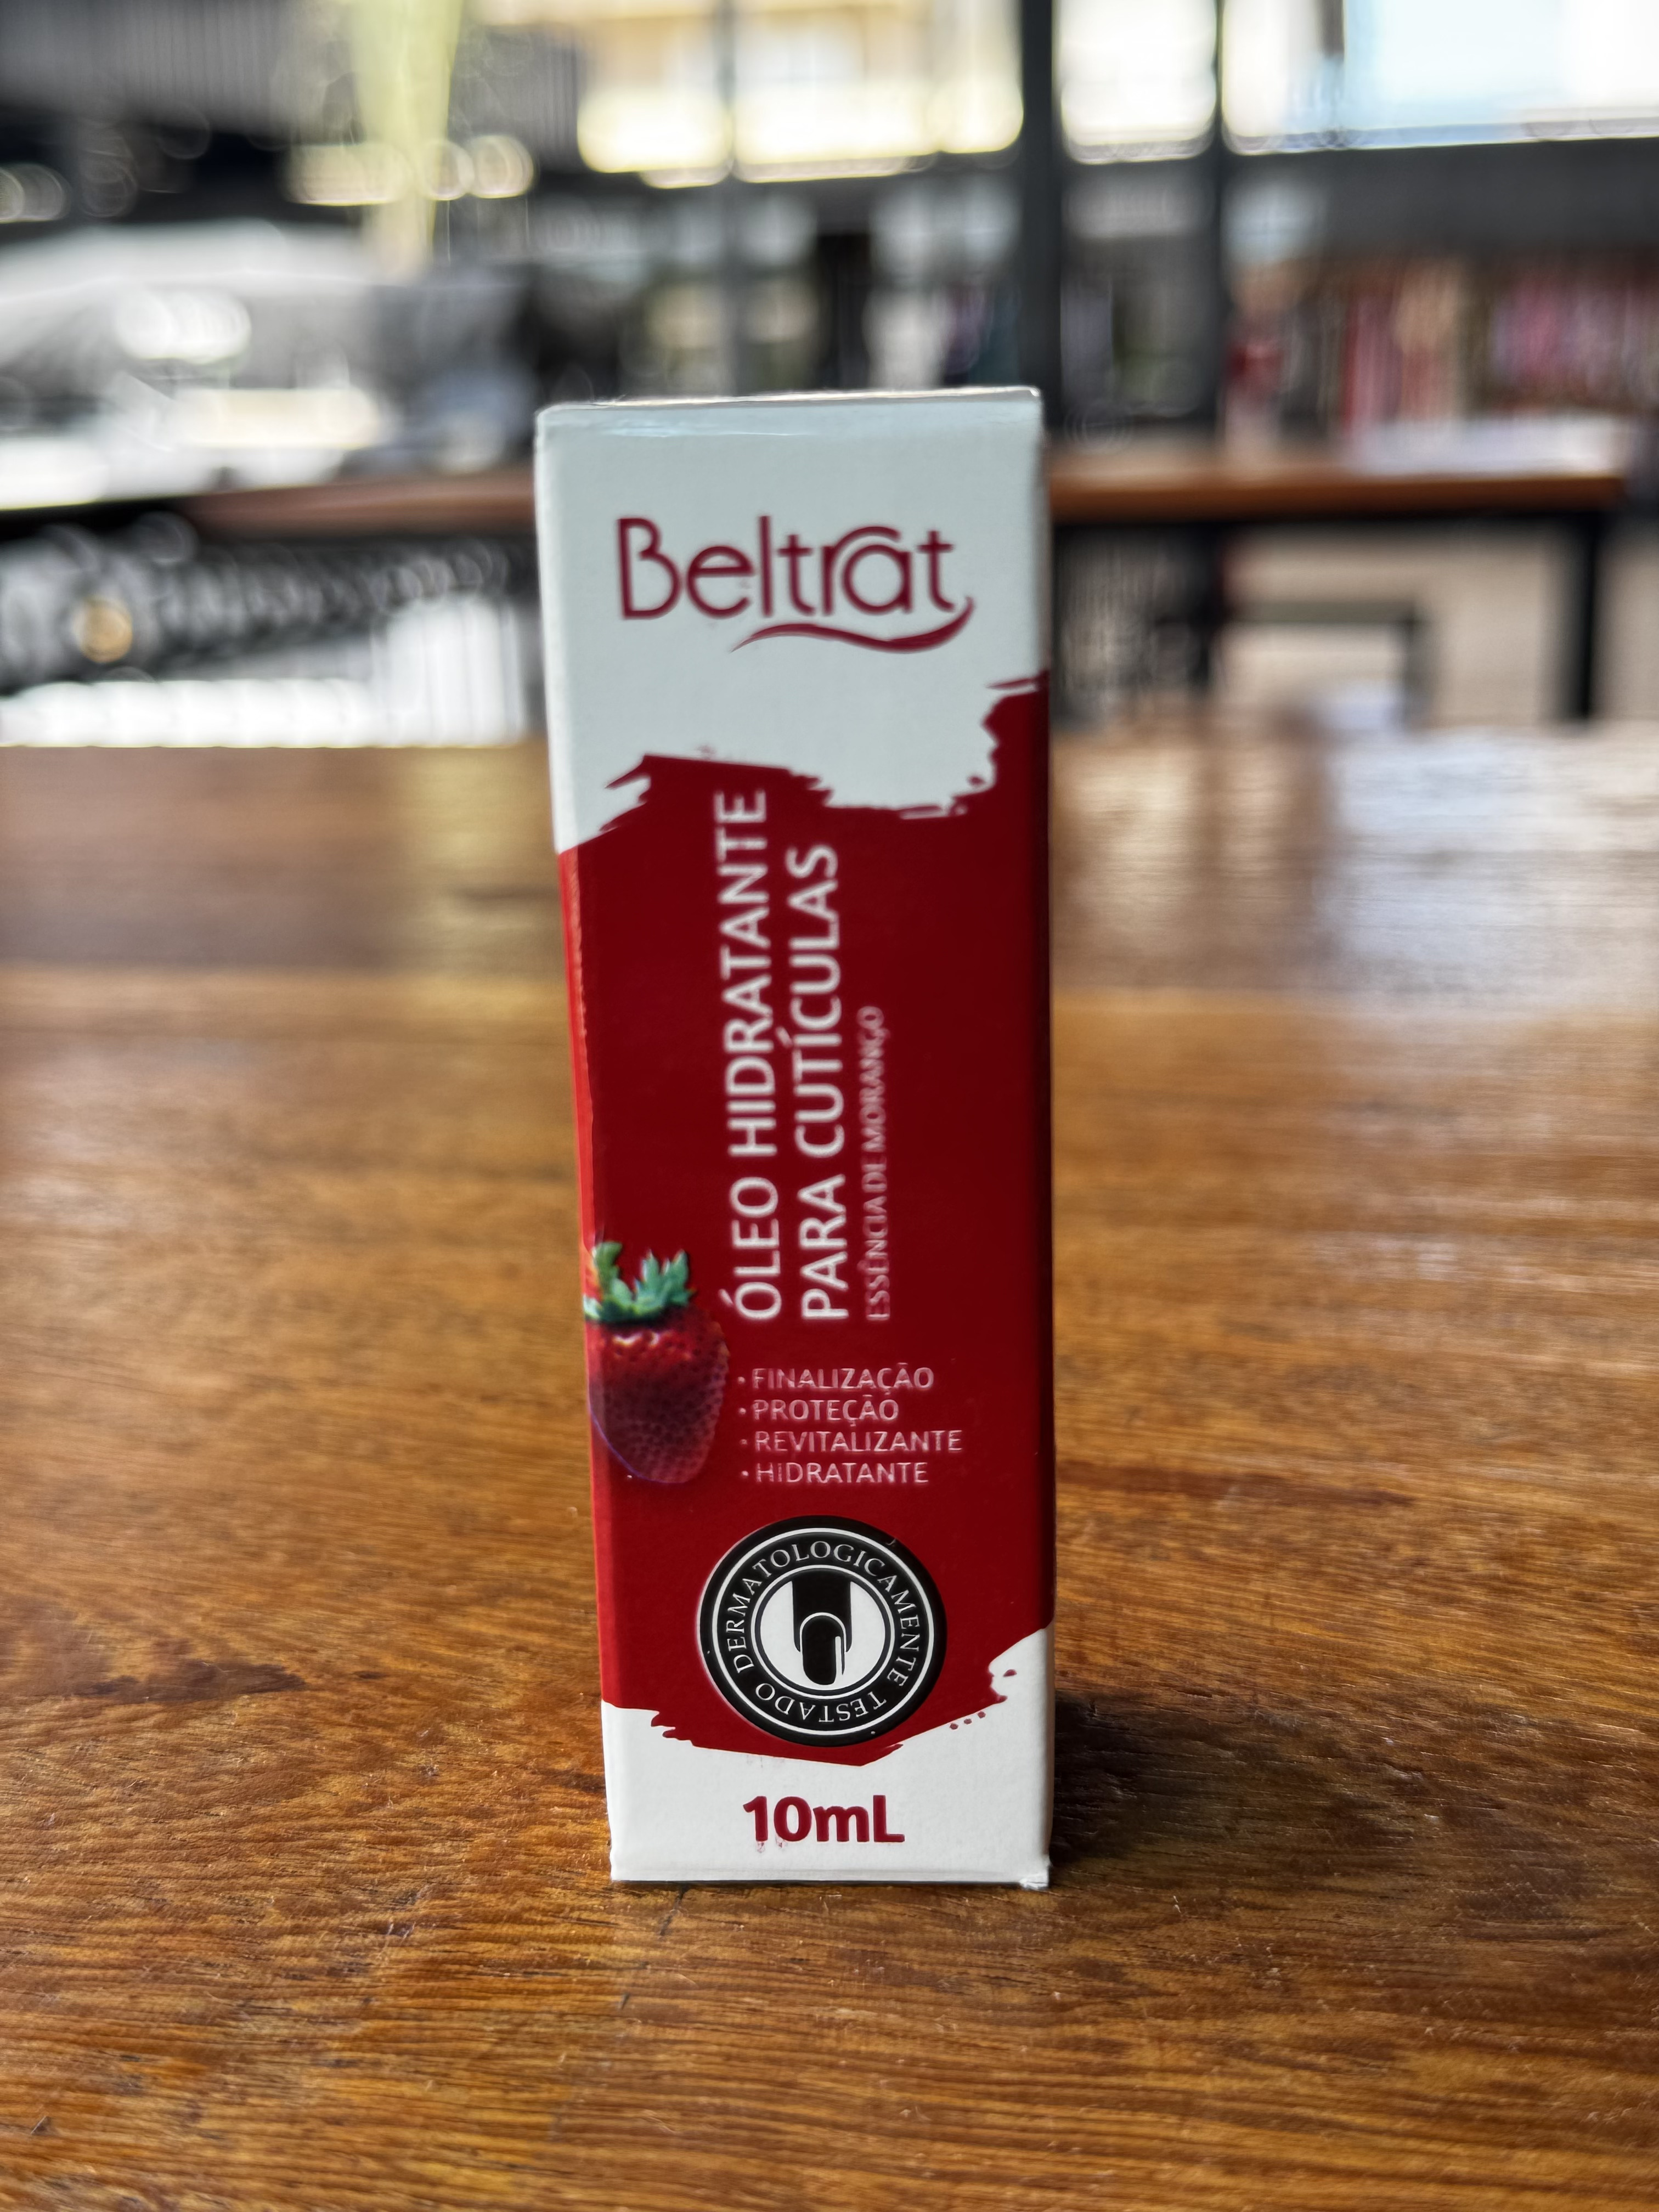 Beltrat
ÓLEO HIDRATANTE
PARA CUTÍCULAS
ESSÊNCIA DE MORANGO
· FINALIZAÇÃO
· PROTEÇÃO
· REVITALIZANTE
· HIDRATANTE
DERMATOLOGICAMENTE TESTADO
10mL